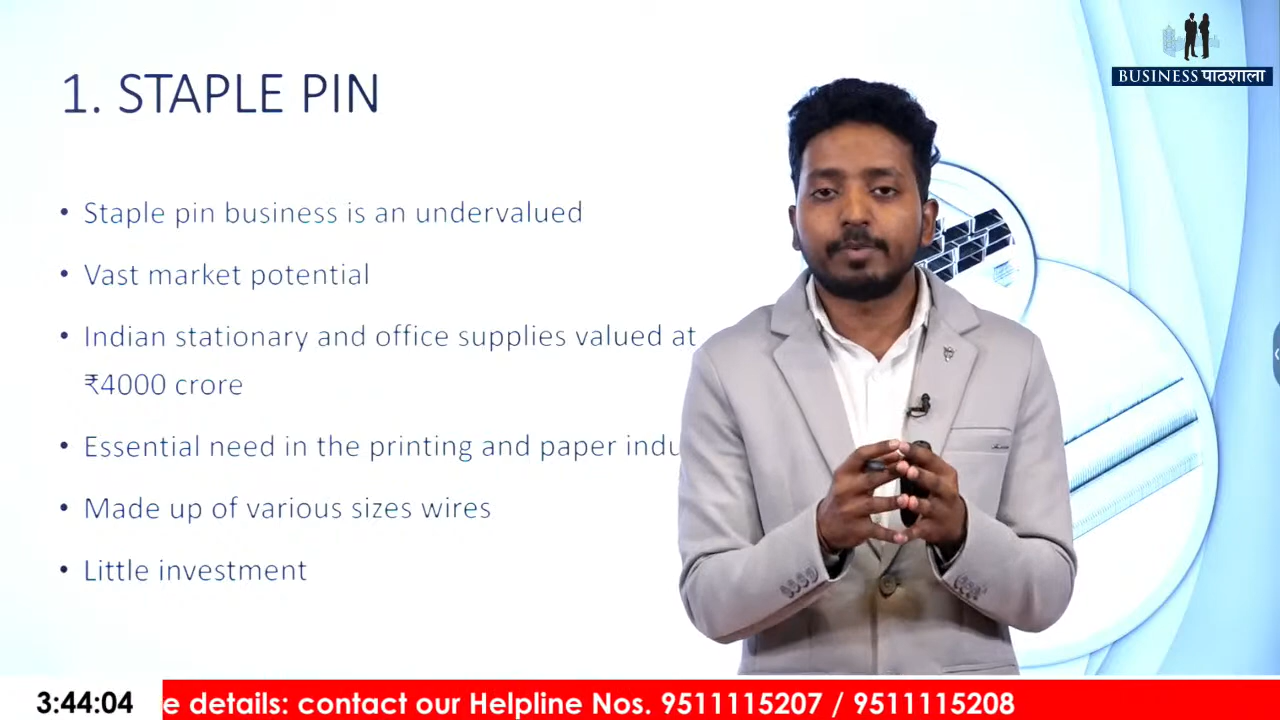 BUSINESS पाठशाला
1. STAPLE PIN
• Staple pin business is an undervalued
• Vast market potential
• Indian stationary and office supplies valued at
₹4000 crore
• Essential need in the printing and paper indu
• Made up of various sizes wires
• Little investment
3:44:04 e details: contact our Helpline Nos. 9511115207 / 9511115208